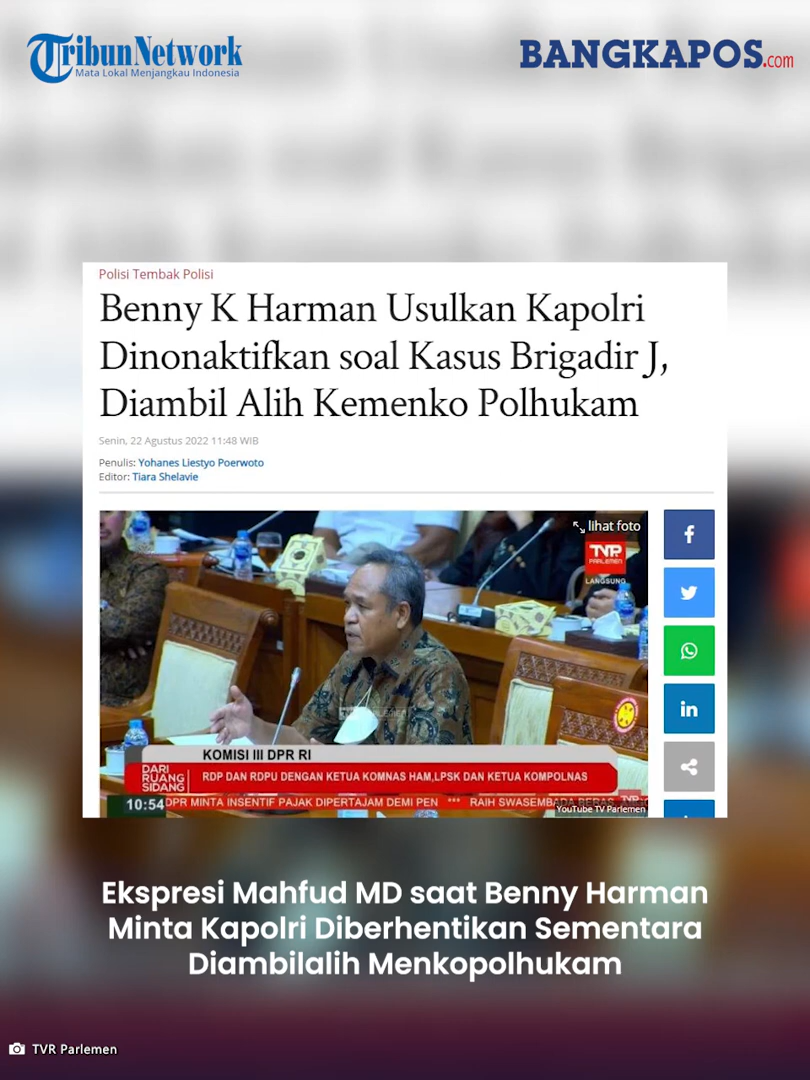 TribunNetwork
Mata Lokal Menjangkau Indonesia
BANGKAPOS.com
Polisi Tembak Polisi
Benny K Harman Usulkan Kapolri
Dinonaktifkan soal Kasus Brigadir J,
Diambil Alih Kemenko Polhukam
Senin, 22 Agustus 2022 11:48 WIB
Penulis: Yohanes Liestyo Poerwoto
Editor: Tiara Shelavie
lihat foto
TVR
PARLEMEN
LANGSUNG
KOMISI III DPR RI
DARI
RUANG
SIDANG
RDP DAN RDPU DENGAN KETUA KOMNAS HAM,LPSK DAN KETUA KOMPOLNAS
10:54
DPR MINTA INSENTIF PAJAK DIPERTAJAM DEMI PEN *** RAIH SWASEMBADA BERAS
YouTube TV Parlemen
Ekspresi Mahfud MD saat Benny Harman
Minta Kapolri Diberhentikan Sementara
Diambilalih Menkopolhukam
TVR Parlemen